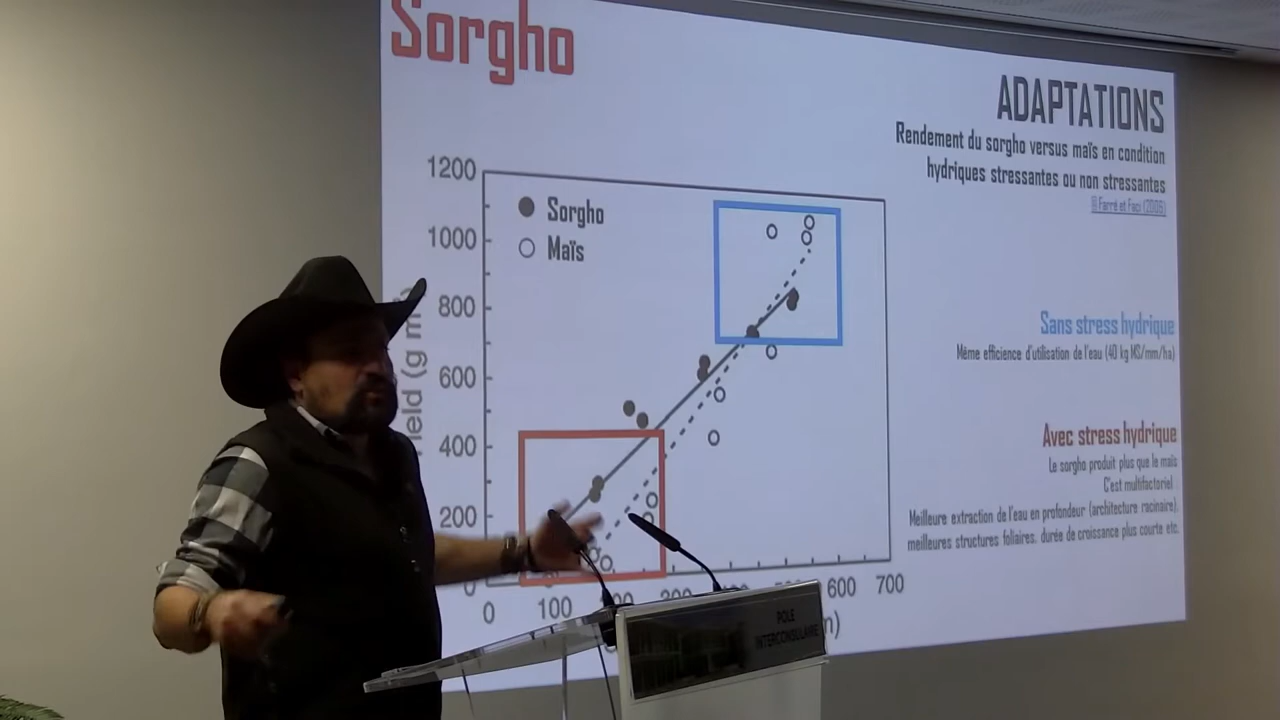 Sorgho
ADAPTATIONS
Rendement du sorgho versus maïs en condition
hydriques stressantes ou non stressantes
Farré et Faci (2006)
1200
1000
800
600
400
200
0
Sorgho
Maïs
Sans stress hydrique
Même efficience d'utilisation de l'eau (40 kg MS/mm/ha)
Avec stress hydrique
Le sorgho produit plus que le maïs
C'est multifactoriel :
Meilleure extraction de l'eau en profondeur (architecture racinaire),
meilleures structures foliaires, durée de croissance plus courte etc.
0 100 600 700
POLE
INTERCONSULAIRE